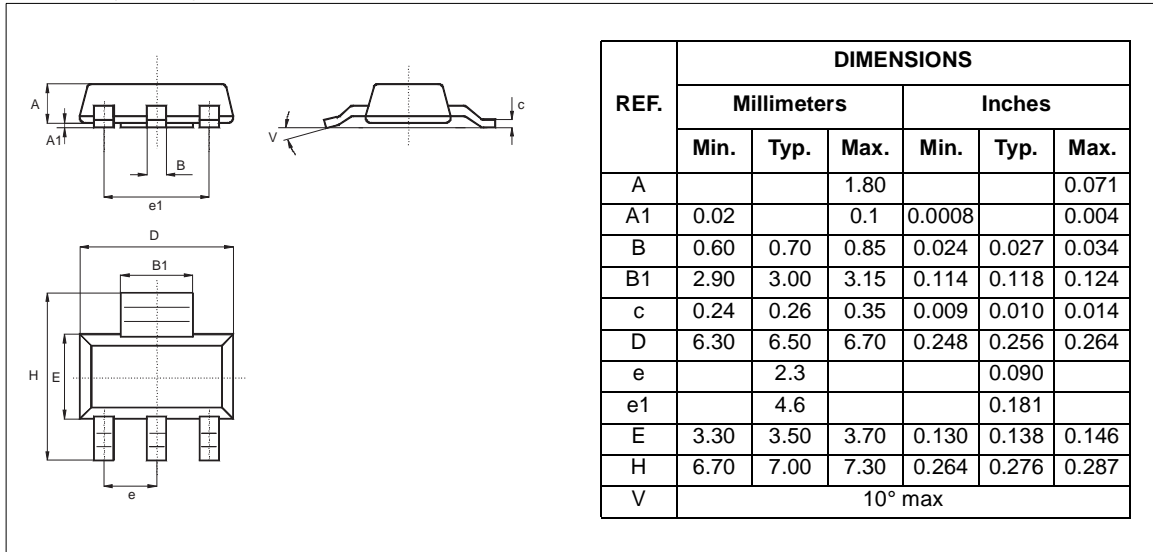 A
A1
B
e1
V
c
D
B1
H
E
e
REF.
DIMENSIONS
Millimeters Inches
Min. Typ. Max. Min. Typ. Max.
A 1.80 0.071
A1 0.02 0.1 0.0008 0.004
B 0.60 0.70 0.85 0.024 0.027 0.034
B1 2.90 3.00 3.15 0.114 0.118 0.124
c 0.24 0.26 0.35 0.009 0.010 0.014
D 6.30 6.50 6.70 0.248 0.256 0.264
e 2.3 0.090
e1 4.6 0.181
E 3.30 3.50 3.70 0.130 0.138 0.146
H 6.70 7.00 7.30 0.264 0.276 0.287
V 10° max